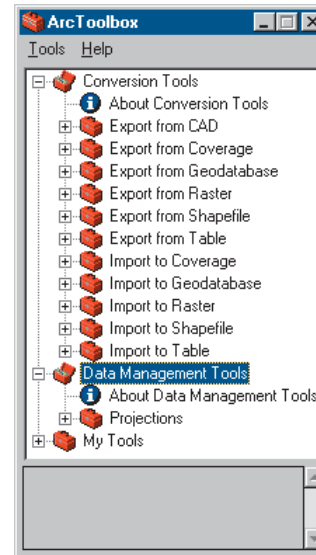 ArcToolbox
Tools Help
Conversion Tools
About Conversion Tools
Export from CAD
Export from Coverage
Export from Geodatabase
Export from Raster
Export from Shapefile
Export from Table
Import to Coverage
Import to Geodatabase
Import to Raster
Import to Shapefile
Import to Table
Data Management Tools
About Data Management Tools
Projections
My Tools